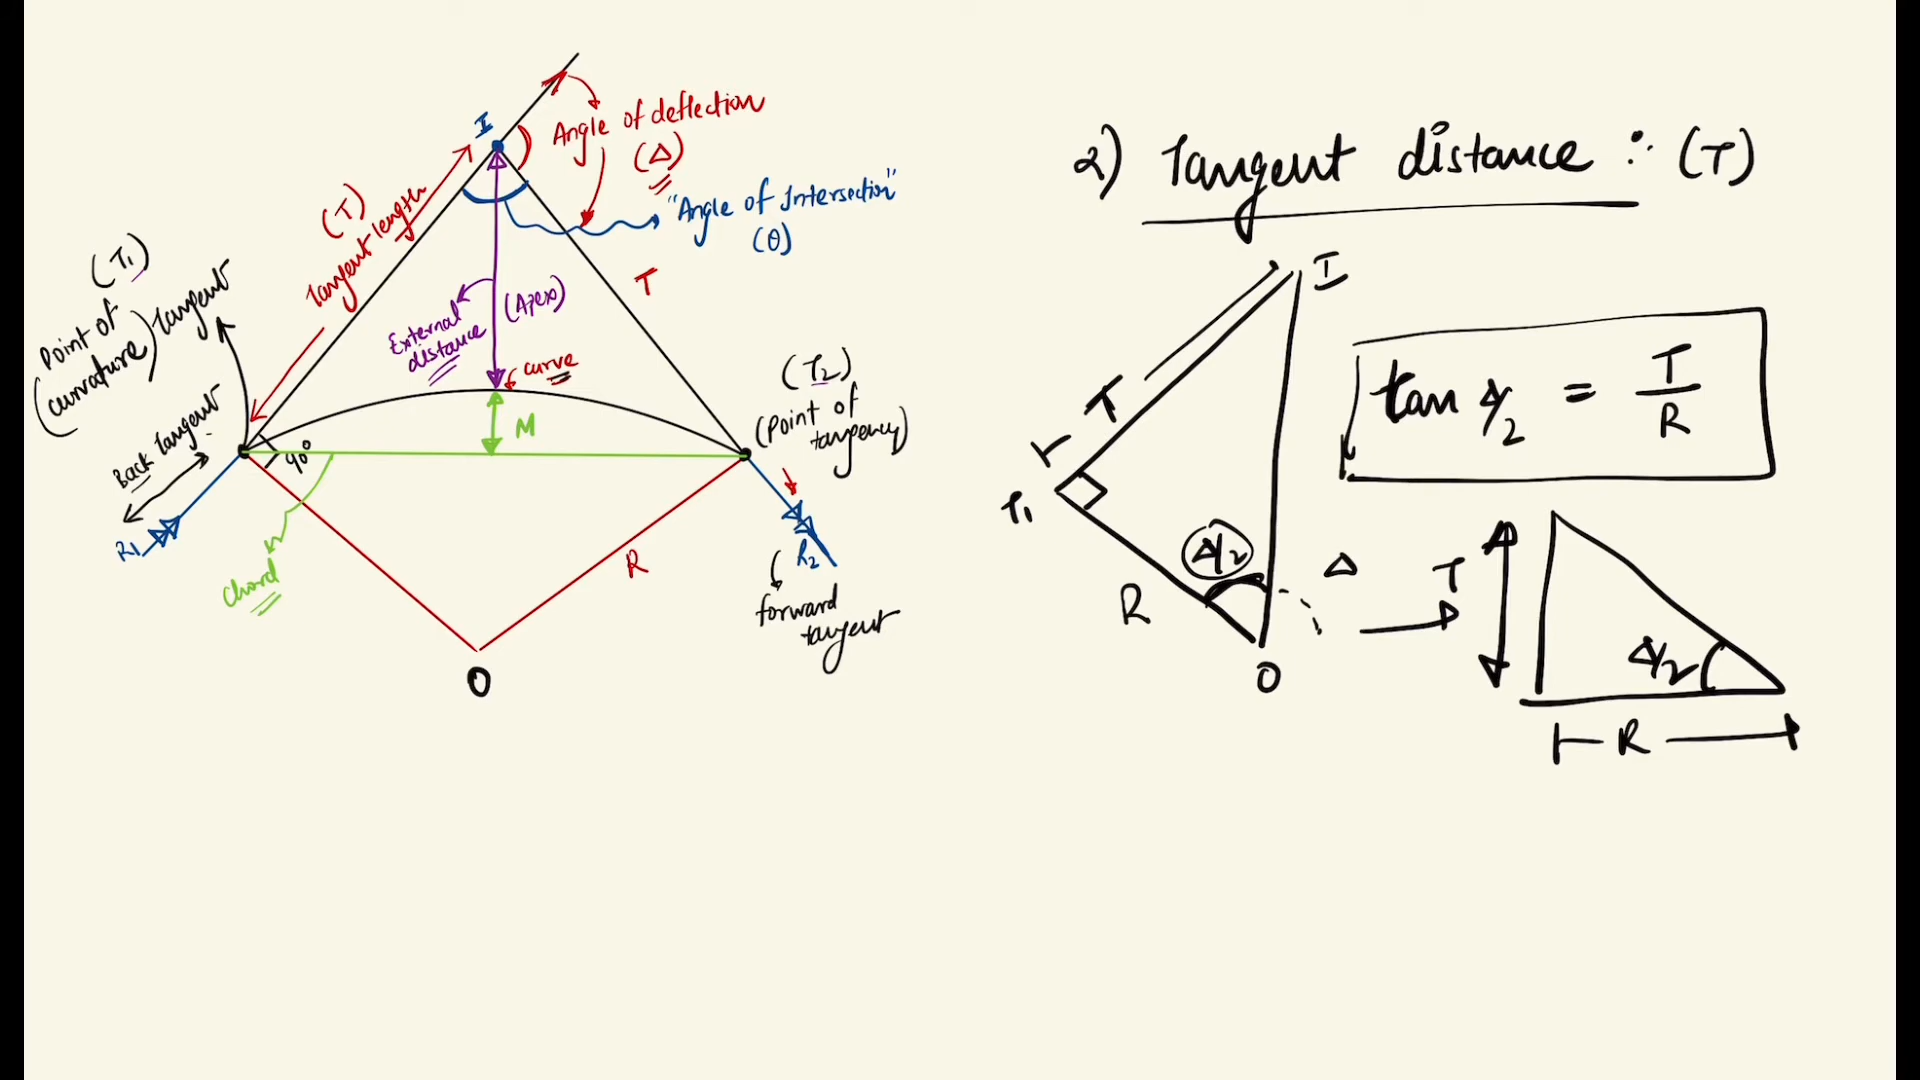 I
Angle of deflection
(Δ)
"Angle of Intersection"
(θ)
(T)
Tangent length
T
(T1)
Point of
(curvature) tangent
Back tangent
90°
External
distance
(Apex)
curve
M
(T2)
(Point of
tangency)
R1
R2
forward
tangent
chord
R
O
2) Tangent distance : (T)
I
T
T1
R
Δ/2
Δ
O
tan Δ/2 = T/R
T
Δ/2
R